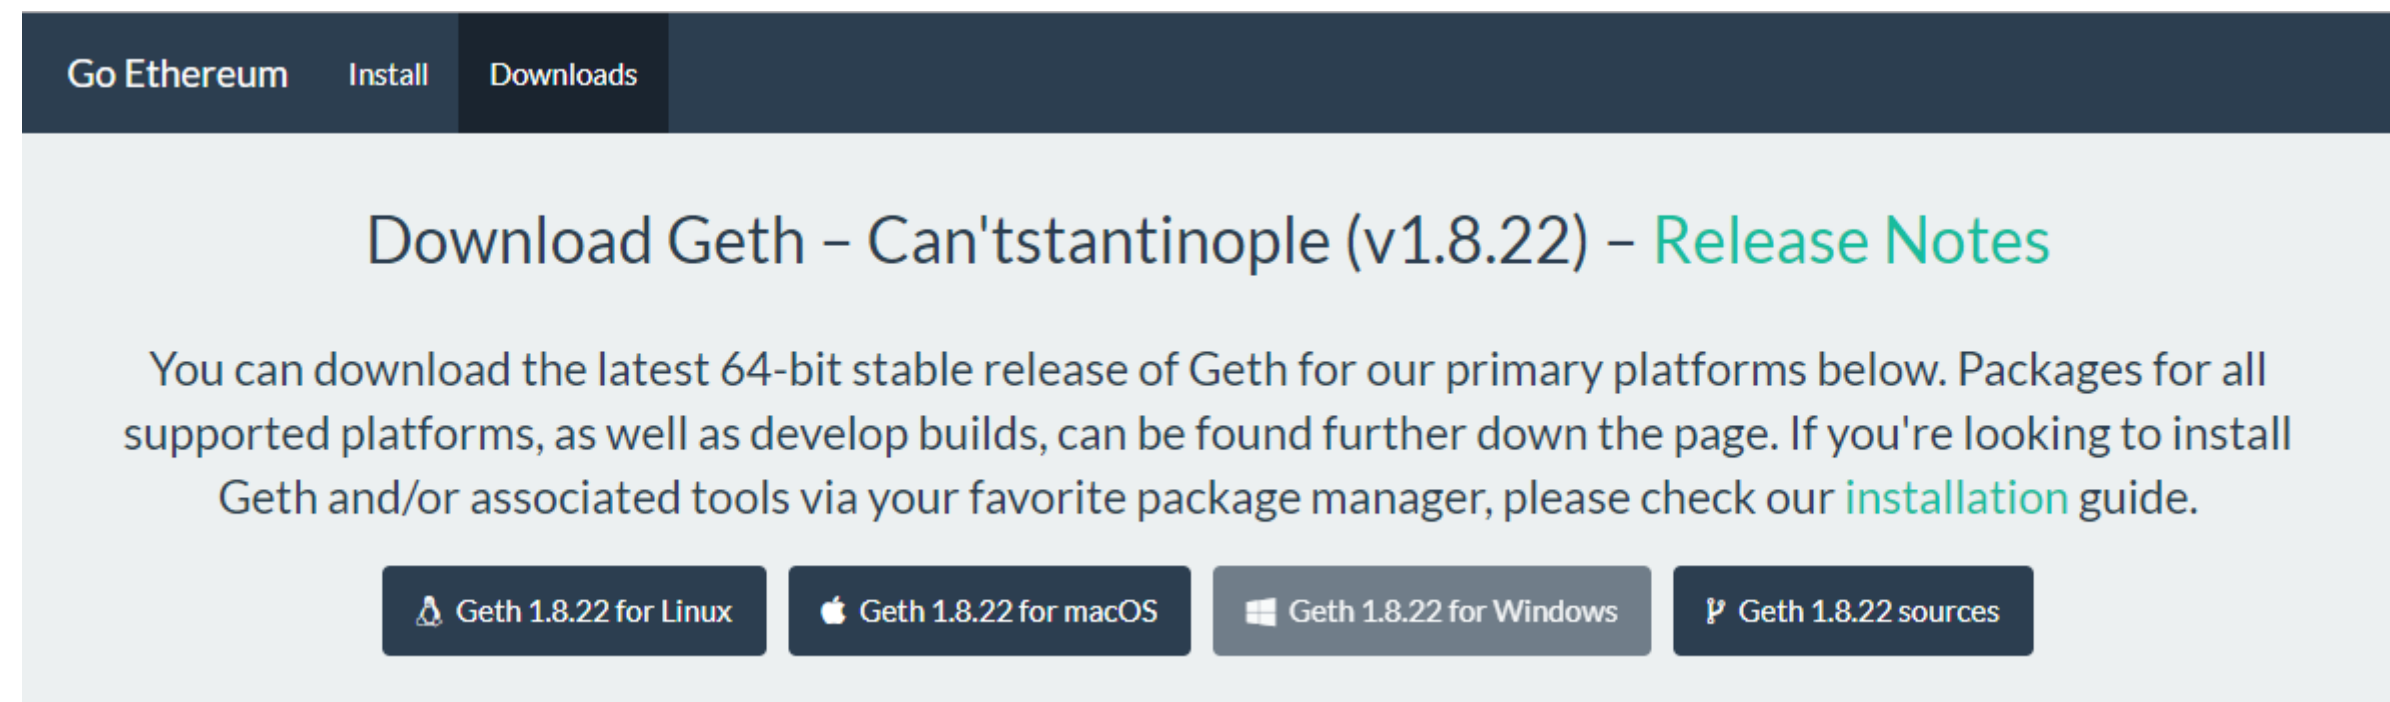 Go Ethereum Install Downloads
Download Geth – Can'tstantinople (v1.8.22) – Release Notes
You can download the latest 64-bit stable release of Geth for our primary platforms below. Packages for all
supported platforms, as well as develop builds, can be found further down the page. If you're looking to install
Geth and/or associated tools via your favorite package manager, please check our installation guide.
Geth 1.8.22 for Linux Geth 1.8.22 for macOS Geth 1.8.22 for Windows Geth 1.8.22 sources